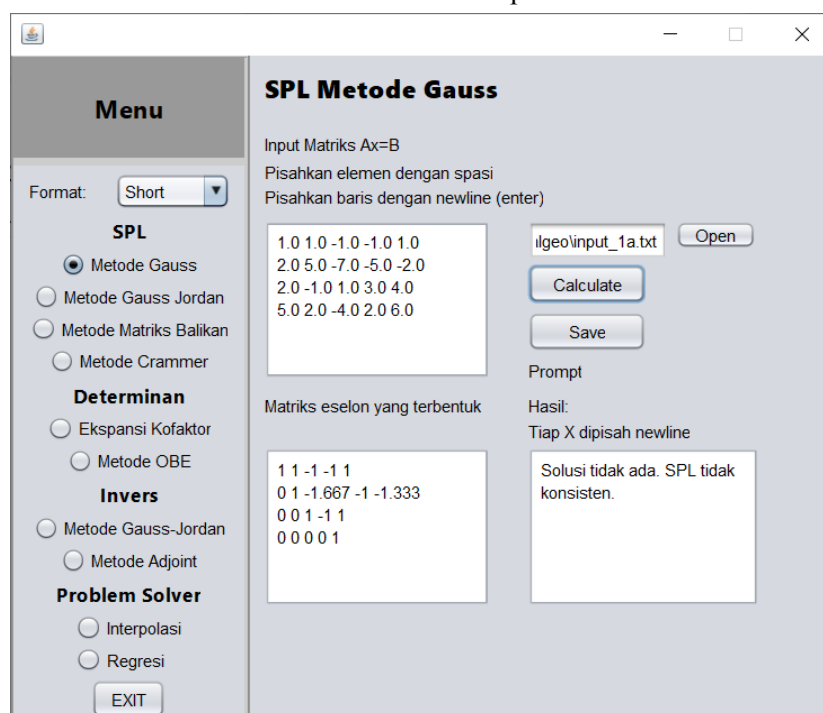 Menu
Format: Short
SPL
Metode Gauss
Metode Gauss Jordan
Metode Matriks Balikan
Metode Crammer
Determinan
Ekspansi Kofaktor
Metode OBE
Invers
Metode Gauss-Jordan
Metode Adjoint
Problem Solver
Interpolasi
Regresi
EXIT
SPL Metode Gauss
Input Matriks Ax=B
Pisahkan elemen dengan spasi
Pisahkan baris dengan newline (enter)
1.0 1.0 -1.0 -1.0 1.0
2.0 5.0 -7.0 -5.0 -2.0
2.0 -1.0 1.0 3.0 4.0
5.0 2.0 -4.0 2.0 6.0
ilgeo\input_1a.txt Open
Calculate
Save
Prompt
Matriks eselon yang terbentuk
1 1 -1 -1 1
0 1 -1.667 -1 -1.333
0 0 1 -1 1
0 0 0 0 1
Hasil:
Tiap X dipisah newline
Solusi tidak ada. SPL tidak
konsisten.